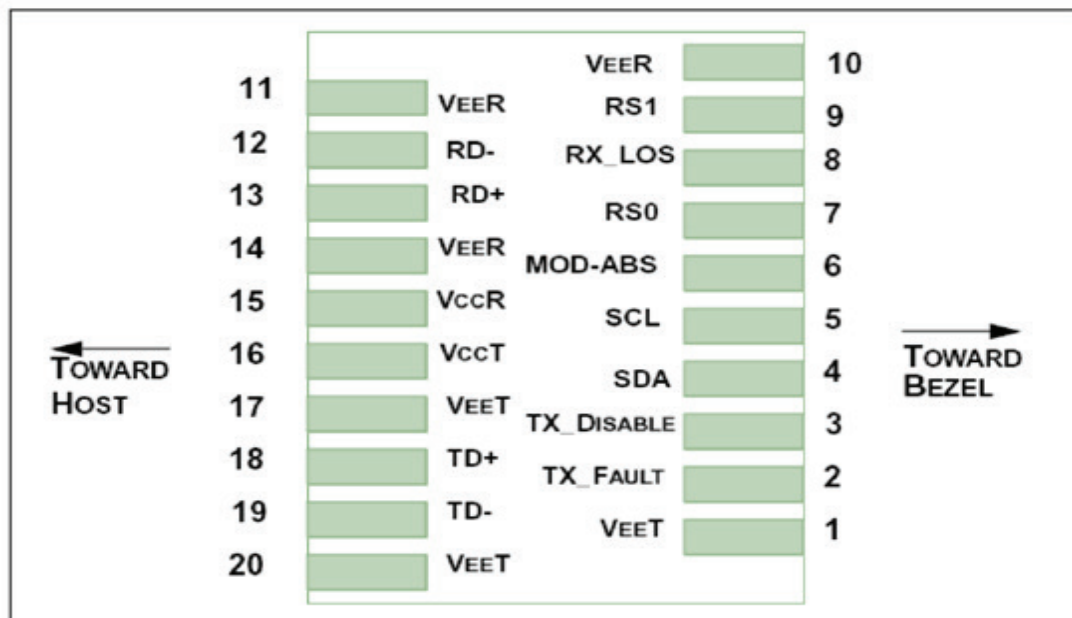 VEER 10
11 VEER
RS1 9
12 RD-
RX_LOS 8
13 RD+
RS0 7
14 VEER
MOD-ABS 6
15 VCCR
SCL 5
16 VCCT
TOWARD
HOST
TOWARD
BEZEL
SDA 4
17 VEET
TX_DISABLE 3
18 TD+
TX_FAULT 2
19 TD-
VEET 1
20 VEET